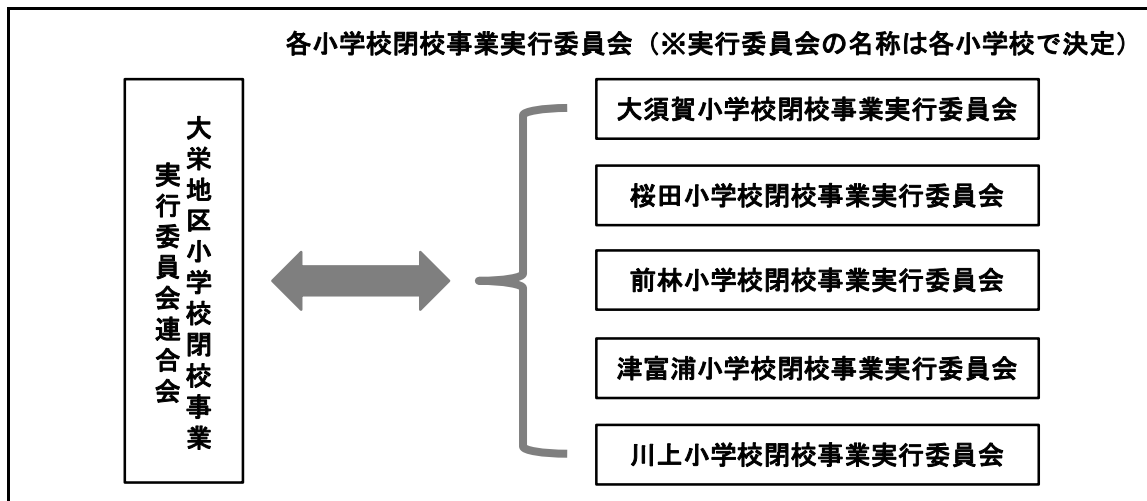 各小学校閉校事業実行委員会(※実行委員会の名称は各小学校で決定)
大栄地区小学校閉校事業
実行委員会連合会
大須賀小学校閉校事業実行委員会
桜田小学校閉校事業実行委員会
前林小学校閉校事業実行委員会
津富浦小学校閉校事業実行委員会
川上小学校閉校事業実行委員会